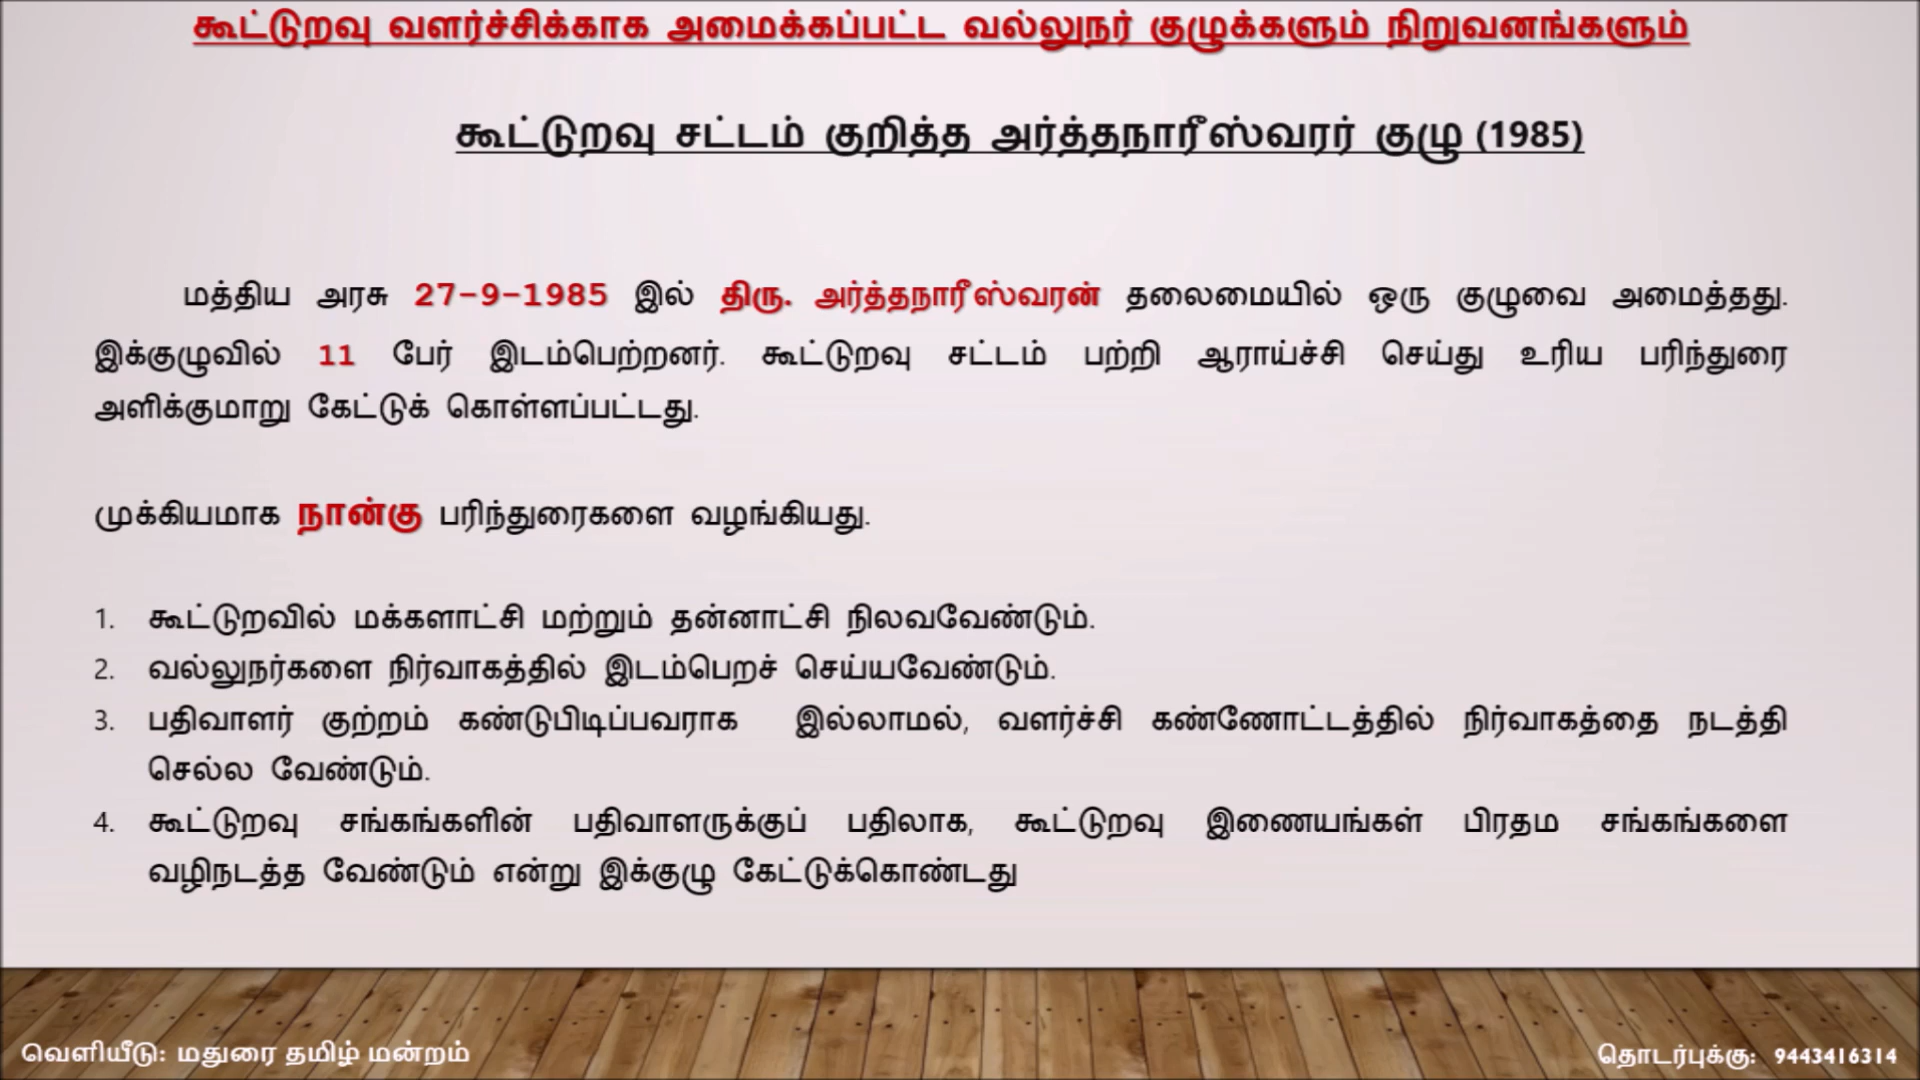 கூட்டுறவு வளர்ச்சிக்காக அமைக்கப்பட்ட வல்லுநர் குழுக்களும் நிறுவனங்களும்
கூட்டுறவு சட்டம் குறித்த அர்த்தநாரீஸ்வரர் குழு (1985)
மத்திய அரசு 27-9-1985 இல் திரு. அர்த்தநாரீஸ்வரன் தலைமையில் ஒரு குழுவை அமைத்தது.
இக்குழுவில் 11 பேர் இடம்பெற்றனர். கூட்டுறவு சட்டம் பற்றி ஆராய்ச்சி செய்து உரிய பரிந்துரை
அளிக்குமாறு கேட்டுக் கொள்ளப்பட்டது.
முக்கியமாக நான்கு பரிந்துரைகளை வழங்கியது.
1. கூட்டுறவில் மக்களாட்சி மற்றும் தன்னாட்சி நிலவவேண்டும்.
2. வல்லுநர்களை நிர்வாகத்தில் இடம்பெறச் செய்யவேண்டும்.
3. பதிவாளர் குற்றம் கண்டுபிடிப்பவராக இல்லாமல், வளர்ச்சி கண்ணோட்டத்தில் நிர்வாகத்தை நடத்தி
செல்ல வேண்டும்.
4. கூட்டுறவு சங்கங்களின் பதிவாளருக்குப் பதிலாக, கூட்டுறவு இணையங்கள் பிரதம சங்கங்களை
வழிநடத்த வேண்டும் என்று இக்குழு கேட்டுக்கொண்டது
வெளியீடு: மதுரை தமிழ் மன்றம்
தொடர்புக்கு: 9443416314